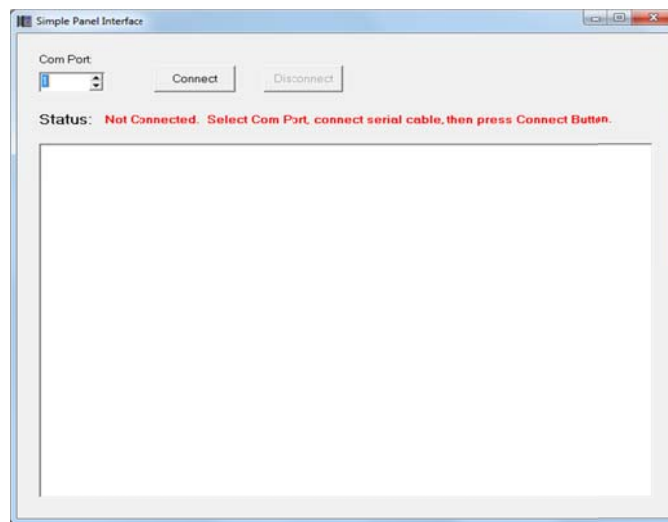 Simple Panel Interface
Com Port
1
Connect
Disconnect
Status: Not Connected. Select Com Port, connect serial cable, then press Connect Button.